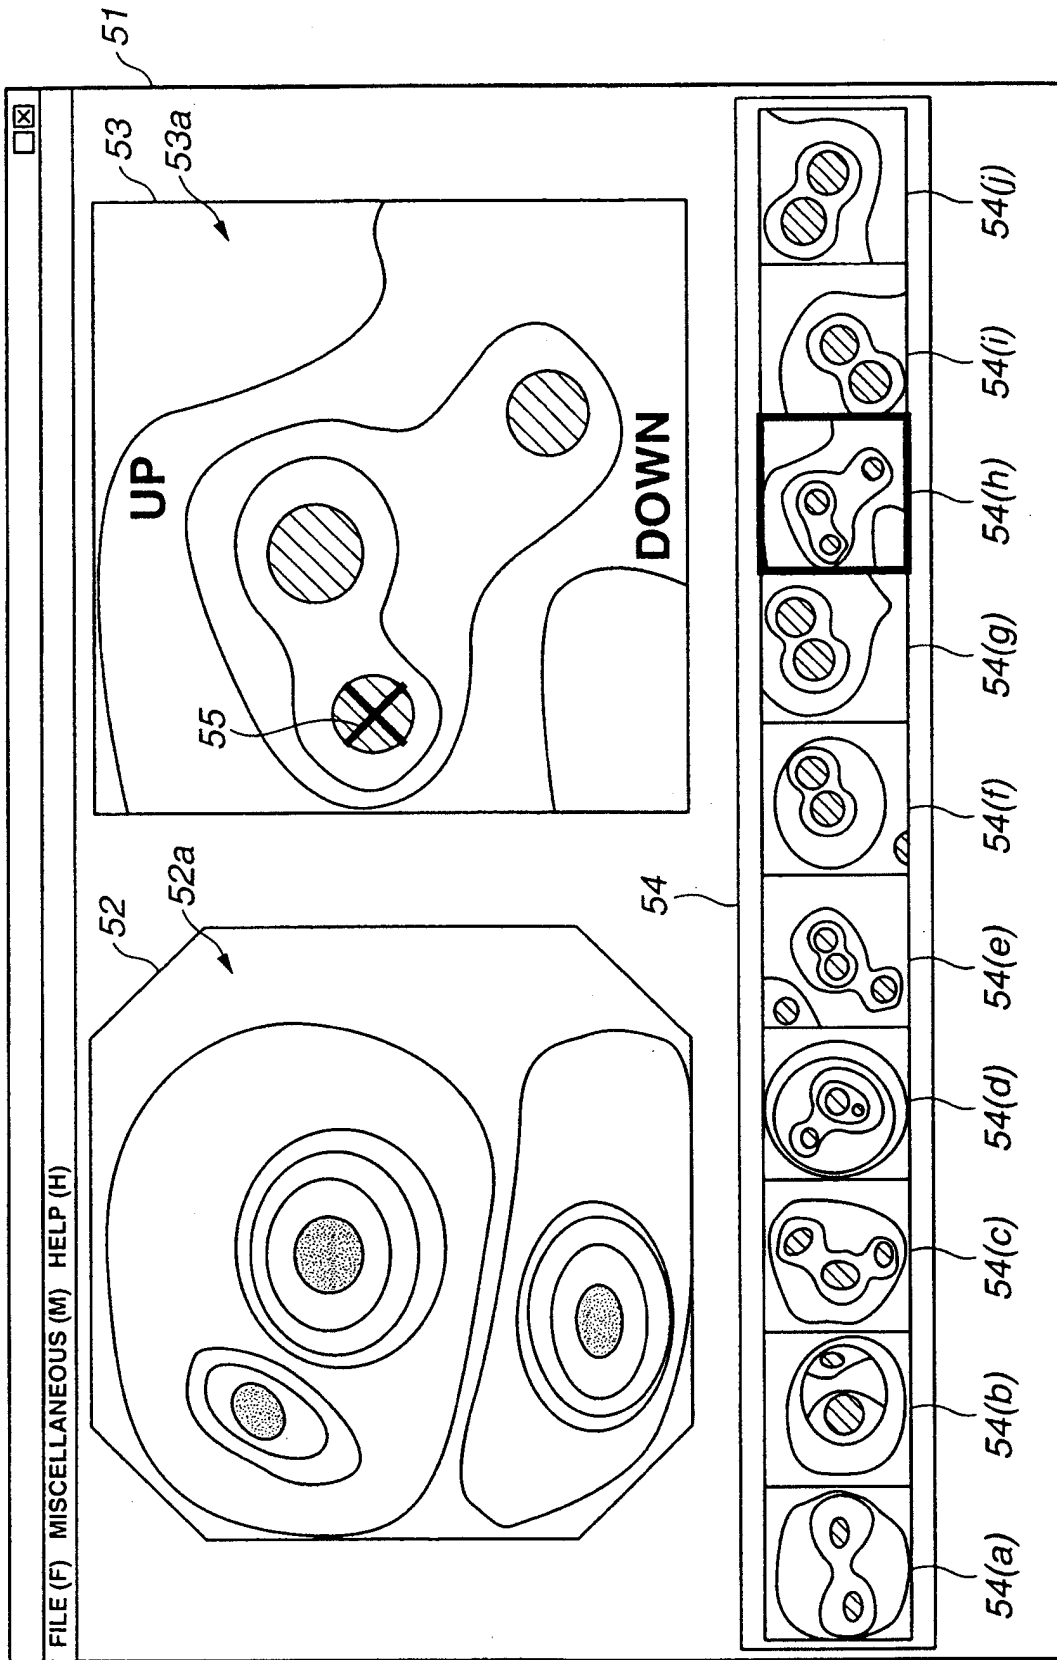 51
FILE (F) MISCELLANEOUS (M) HELP (H)
52
52a
53
53a
UP
55
DOWN
54
54(a) 54(b) 54(c) 54(d) 54(e) 54(f) 54(g) 54(h) 54(i) 54(j)